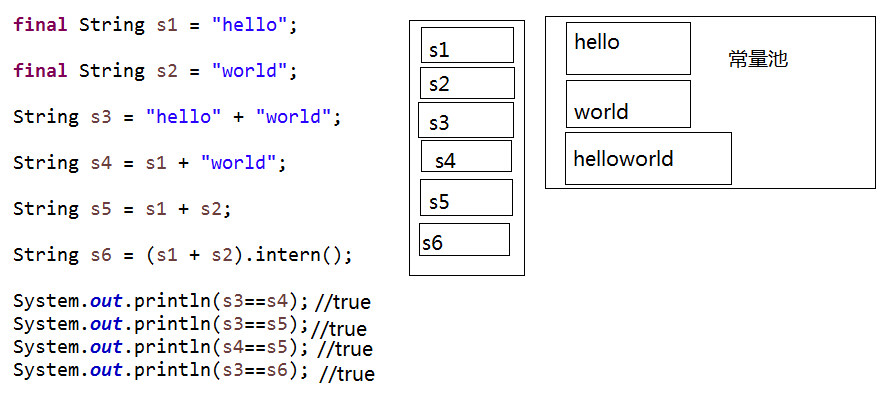 final String s1 = "hello";
final String s2 = "world";
String s3 = "hello" + "world";
String s4 = s1 + "world";
String s5 = s1 + s2;
String s6 = (s1 + s2).intern();
System.out.println(s3==s4); //true
System.out.println(s3==s5); //true
System.out.println(s4==s5); //true
System.out.println(s3==s6); //true
s1
s2
s3
s4
s5
s6
hello
常量池
world
helloworld